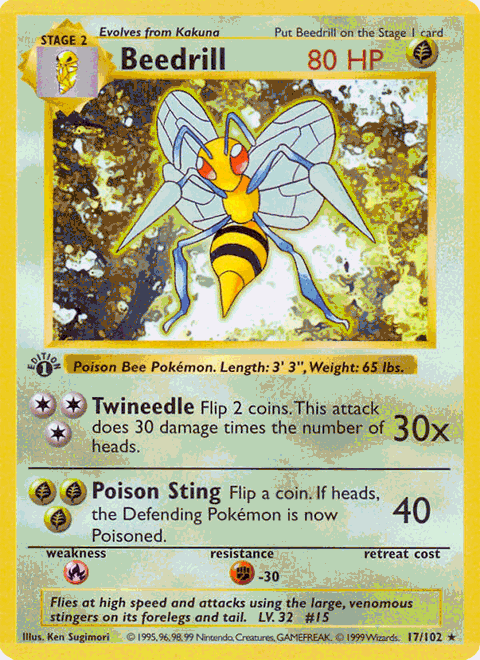 Evolves from Kakuna
Put Beedrill on the Stage 1 card
STAGE 2
Beedrill
80 HP
EDITION
1
Poison Bee Pokémon. Length: 3' 3", Weight: 65 lbs.
Twineedle Flip 2 coins. This attack
does 30 damage times the number of
heads.
30x
Poison Sting Flip a coin. If heads,
the Defending Pokémon is now
Poisoned.
40
weakness
resistance
retreat cost
-30
Flies at high speed and attacks using the large, venomous
stingers on its forelegs and tail. LV. 32 #15
Illus. Ken Sugimori
© 1995, 96, 98, 99 Nintendo, Creatures, GAMEFREAK. © 1999 Wizards.
17/102 ★